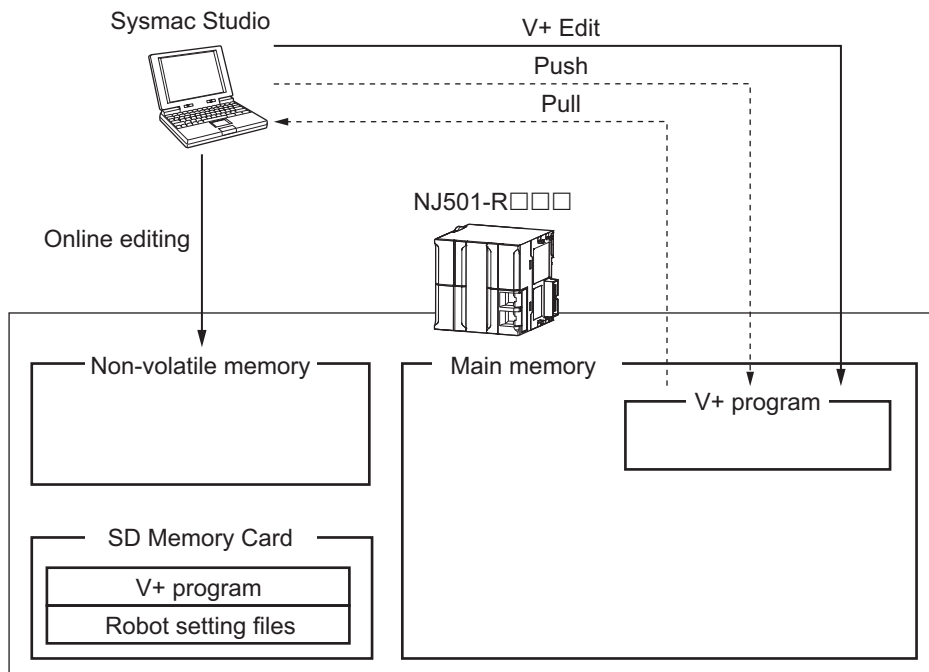 Sysmac Studio
V+ Edit
Push
Pull
NJ501-R□□□
Online editing
Non-volatile memory
Main memory
V+ program
SD Memory Card
V+ program
Robot setting files